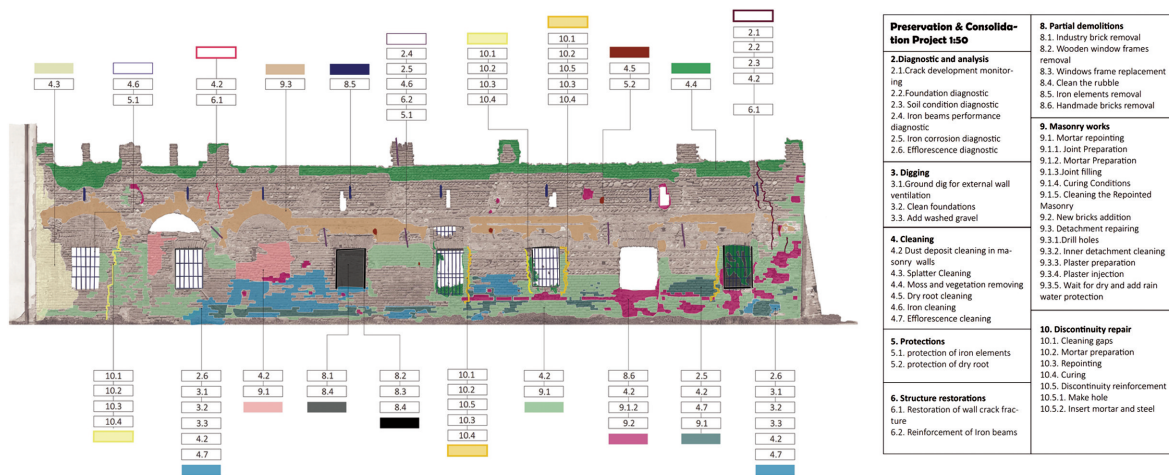 4.3
4.6
5.1
4.2
6.1
9.3
8.5
2.4
2.5
4.6
6.2
5.1
10.1
10.2
10.3
10.4
10.1
10.2
10.5
10.3
10.4
4.5
5.2
4.4
2.1
2.2
2.3
4.2
6.1
10.1
10.2
10.3
10.4
2.6
3.1
3.2
3.3
4.2
4.7
4.2
9.1
8.1
8.4
8.2
8.3
8.4
10.1
10.2
10.5
10.3
10.4
4.2
9.1
8.6
4.2
9.1.2
9.2
2.5
4.2
4.7
9.1
2.6
3.1
3.2
3.3
4.2
4.7
Preservation & Consolida-
tion Project 1:50
2.Diagnostic and analysis
2.1.Crack development monitor-
ing
2.2.Foundation diagnostic
2.3. Soil condition diagnostic
2.4. Iron beams performance
diagnostic
2.5. Iron corrosion diagnostic
2.6. Efflorescence diagnostic
3. Digging
3.1.Ground dig for external wall
ventilation
3.2. Clean foundations
3.3. Add washed gravel
4. Cleaning
4.2 Dust deposit cleaning in ma-
sonry walls
4.3. Splatter Cleaning
4.4. Moss and vegetation removing
4.5. Dry root cleaning
4.6. Iron cleaning
4.7. Efflorescence cleaning
5. Protections
5.1. protection of iron elements
5.2. protection of dry root
6. Structure restorations
6.1. Restoration of wall crack frac-
ture
6.2. Reinforcement of Iron beams
8. Partial demolitions
8.1. Industry brick removal
8.2. Wooden window frames
removal
8.3. Windows frame replacement
8.4. Clean the rubble
8.5. Iron elements removal
8.6. Handmade bricks removal
9. Masonry works
9.1. Mortar repointing
9.1.1. Joint Preparation
9.1.2. Mortar Preparation
9.1.3.Joint filling
9.1.4. Curing Conditions
9.1.5. Cleaning the Repointed
Masonry
9.2. New bricks addition
9.3. Detachment repairing
9.3.1.Drill holes
9.3.2. Inner detachment cleaning
9.3.3. Plaster preparation
9.3.4. Plaster injection
9.3.5. Wait for dry and add rain
water protection
10. Discontinuity repair
10.1. Cleaning gaps
10.2. Mortar preparation
10.3. Repointing
10.4. Curing
10.5. Discontinuity reinforcement
10.5.1. Make hole
10.5.2. Insert mortar and steel